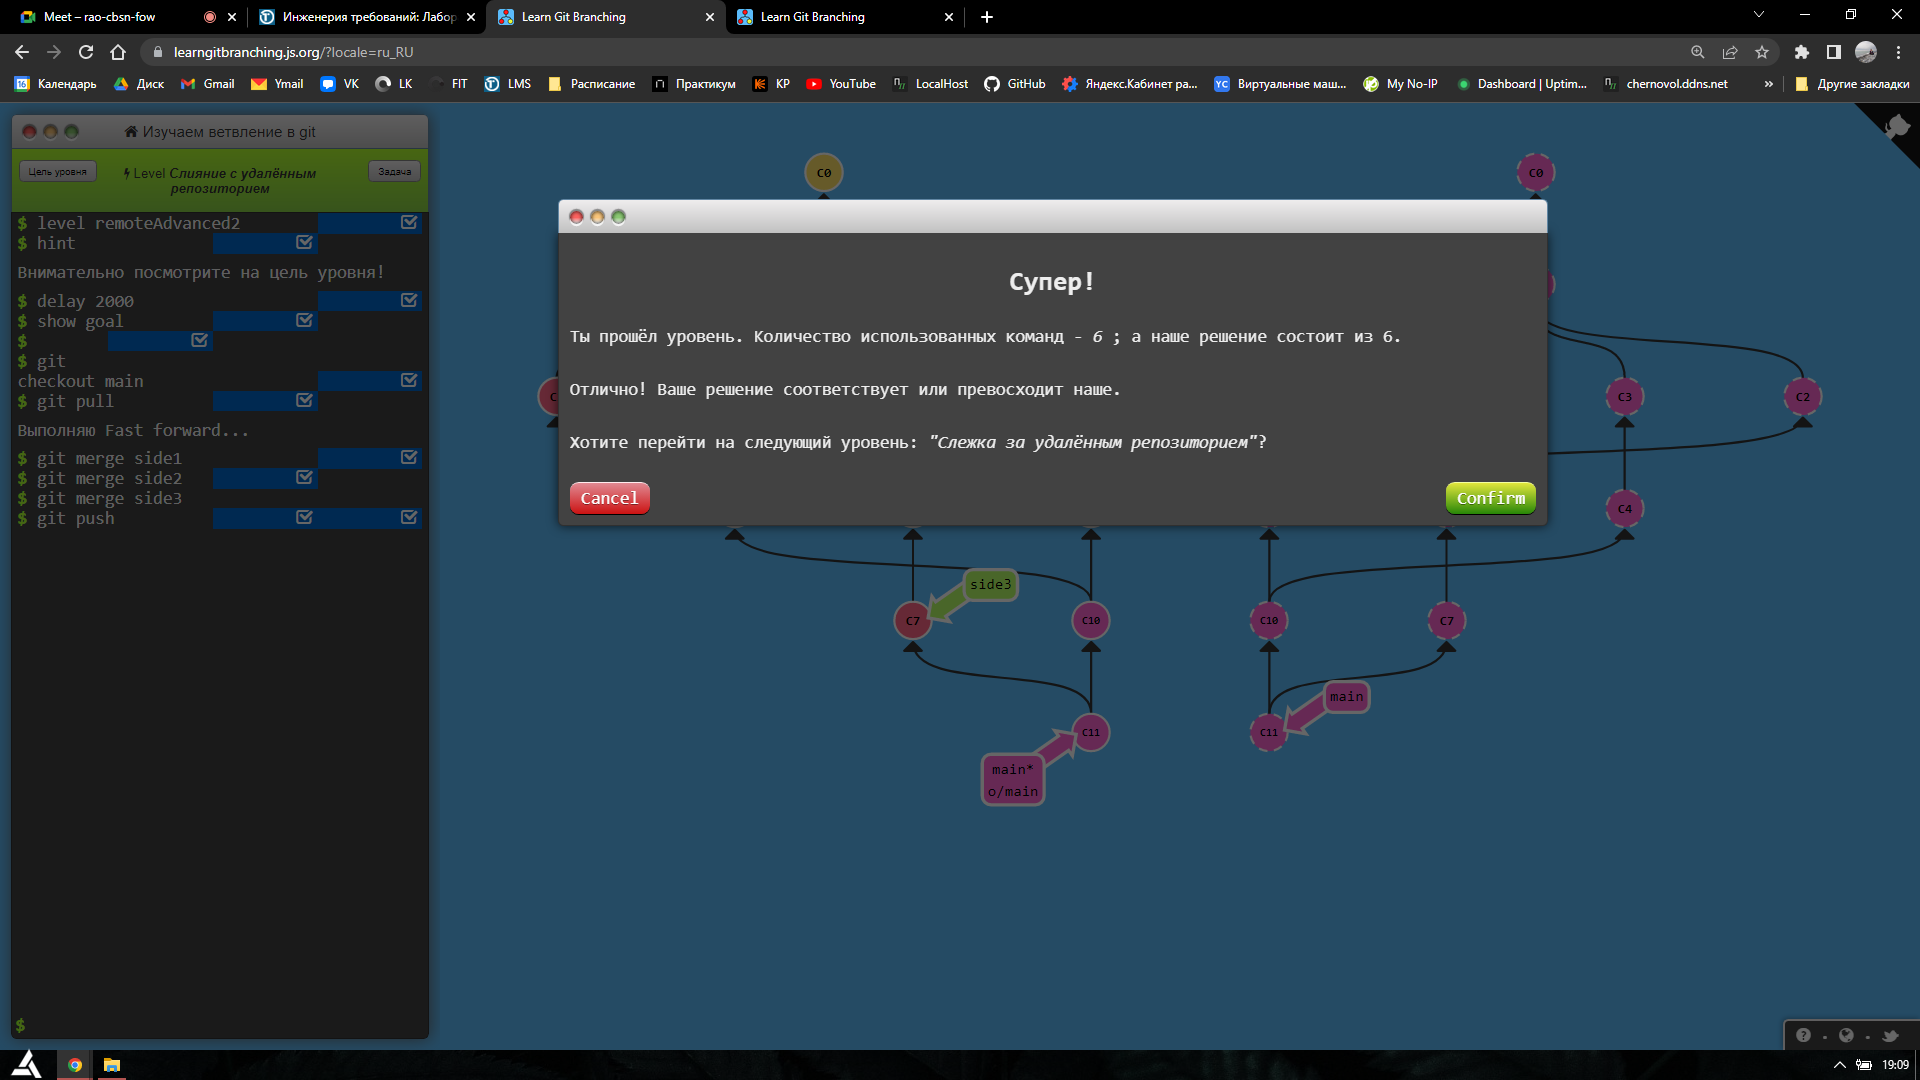 Meet – rao-cbsn-fow
Инженерия требований: Лабор
Learn Git Branching
Learn Git Branching
learngitbranching.js.org/?locale=ru_RU
16 Календарь
Диск
Gmail
Ymail
VK
LK
FIT
LMS
Расписание
Практикум
КР
YouTube
LocalHost
GitHub
Яндекс.Кабинет ра...
YC Виртуальные маш...
My No-IP
Dashboard | Uptim...
chernovol.ddns.net
»
Другие закладки
Изучаем ветвление в git
Цель уровня
Level Слияние с удалённым
репозиторием
Задача
$ level remoteAdvanced2
$ hint
Внимательно посмотрите на цель уровня!
$ delay 2000
$ show goal
$
$ git
checkout main
$ git pull
Выполняю Fast forward...
$ git merge side1
$ git merge side2
$ git merge side3
$ git push
$
C0
C0
Супер!
Ты прошёл уровень. Количество использованных команд - 6 ; а наше решение состоит из 6.
Отлично! Ваше решение соответствует или превосходит наше.
Хотите перейти на следующий уровень: "Слежка за удалённым репозиторием"?
Cancel
Confirm
C3
C2
C4
side3
C7
C10
C10
C7
main
C11
C11
main*
o/main
19:09